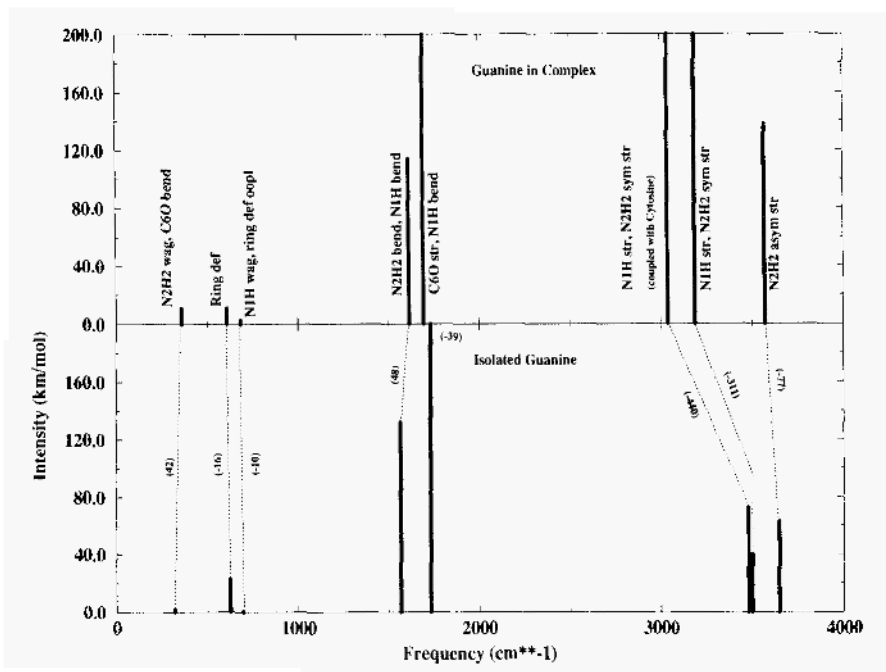 200.0
Guanine in Complex
160.0
120.0
80.0
40.0
0.0
N2H2 wag, C6O bend
Ring def
N1H wag, ring def oopl
N2H2 bend, N1H bend
C6O str, N1H bend
N1H str, N2H2 sym str
(coupled with Cytosine)
N1H str, N2H2 sym str
N2H2 asym str
Isolated Guanine
160.0
120.0
80.0
40.0
0.0
(42)
(-16)
(-10)
(48)
(-39)
(-440)
(-311)
(-77)
Intensity (km/mol)
0
1000
2000
3000
4000
Frequency (cm**-1)